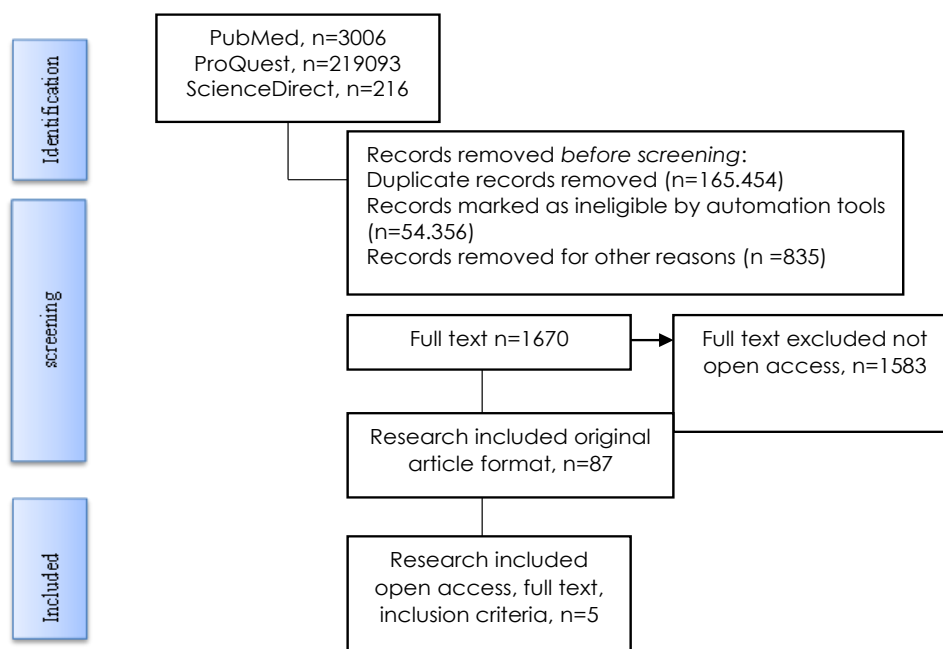 Identification
PubMed, n=3006
ProQuest, n=219093
ScienceDirect, n=216
Records removed before screening:
Duplicate records removed (n=165.454)
Records marked as ineligible by automation tools
(n=54.356)
Records removed for other reasons (n =835)
screening
Full text n=1670
Full text excluded not
open access, n=1583
Research included original
article format, n=87
Included
Research included
open access, full text,
inclusion criteria, n=5